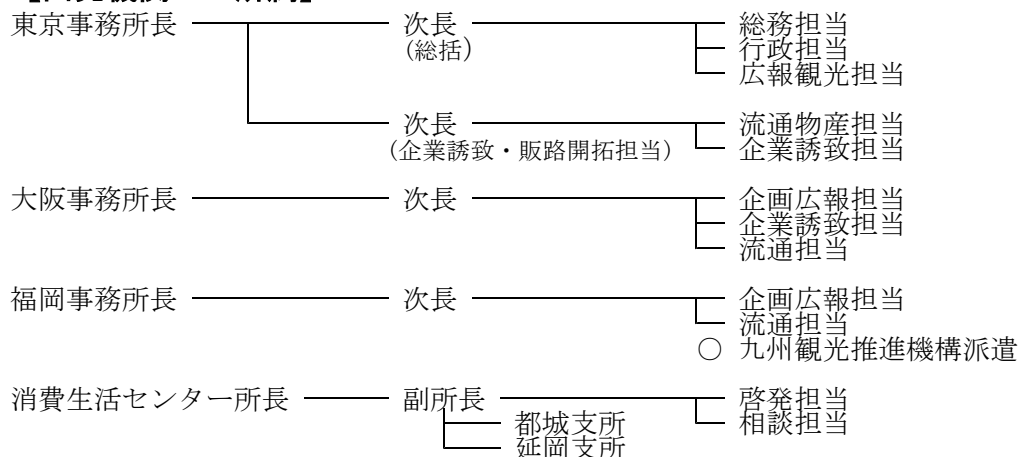 東京事務所長 次長 総務担当
(総括) 行政担当
広報観光担当
次長 流通物産担当
(企業誘致・販路開拓担当) 企業誘致担当
大阪事務所長 次長 企画広報担当
企業誘致担当
流通担当
福岡事務所長 次長 企画広報担当
流通担当
○ 九州観光推進機構派遣
消費生活センター所長 副所長 啓発担当
都城支所 相談担当
延岡支所